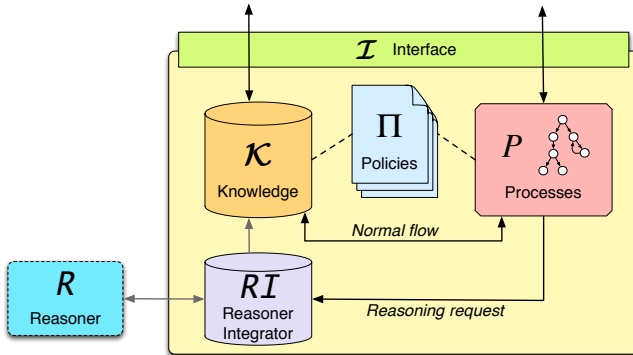 I Interface
K
Knowledge
Π
Policies
P
Processes
Normal flow
R
Reasoner
RI
Reasoner
Integrator
Reasoning request